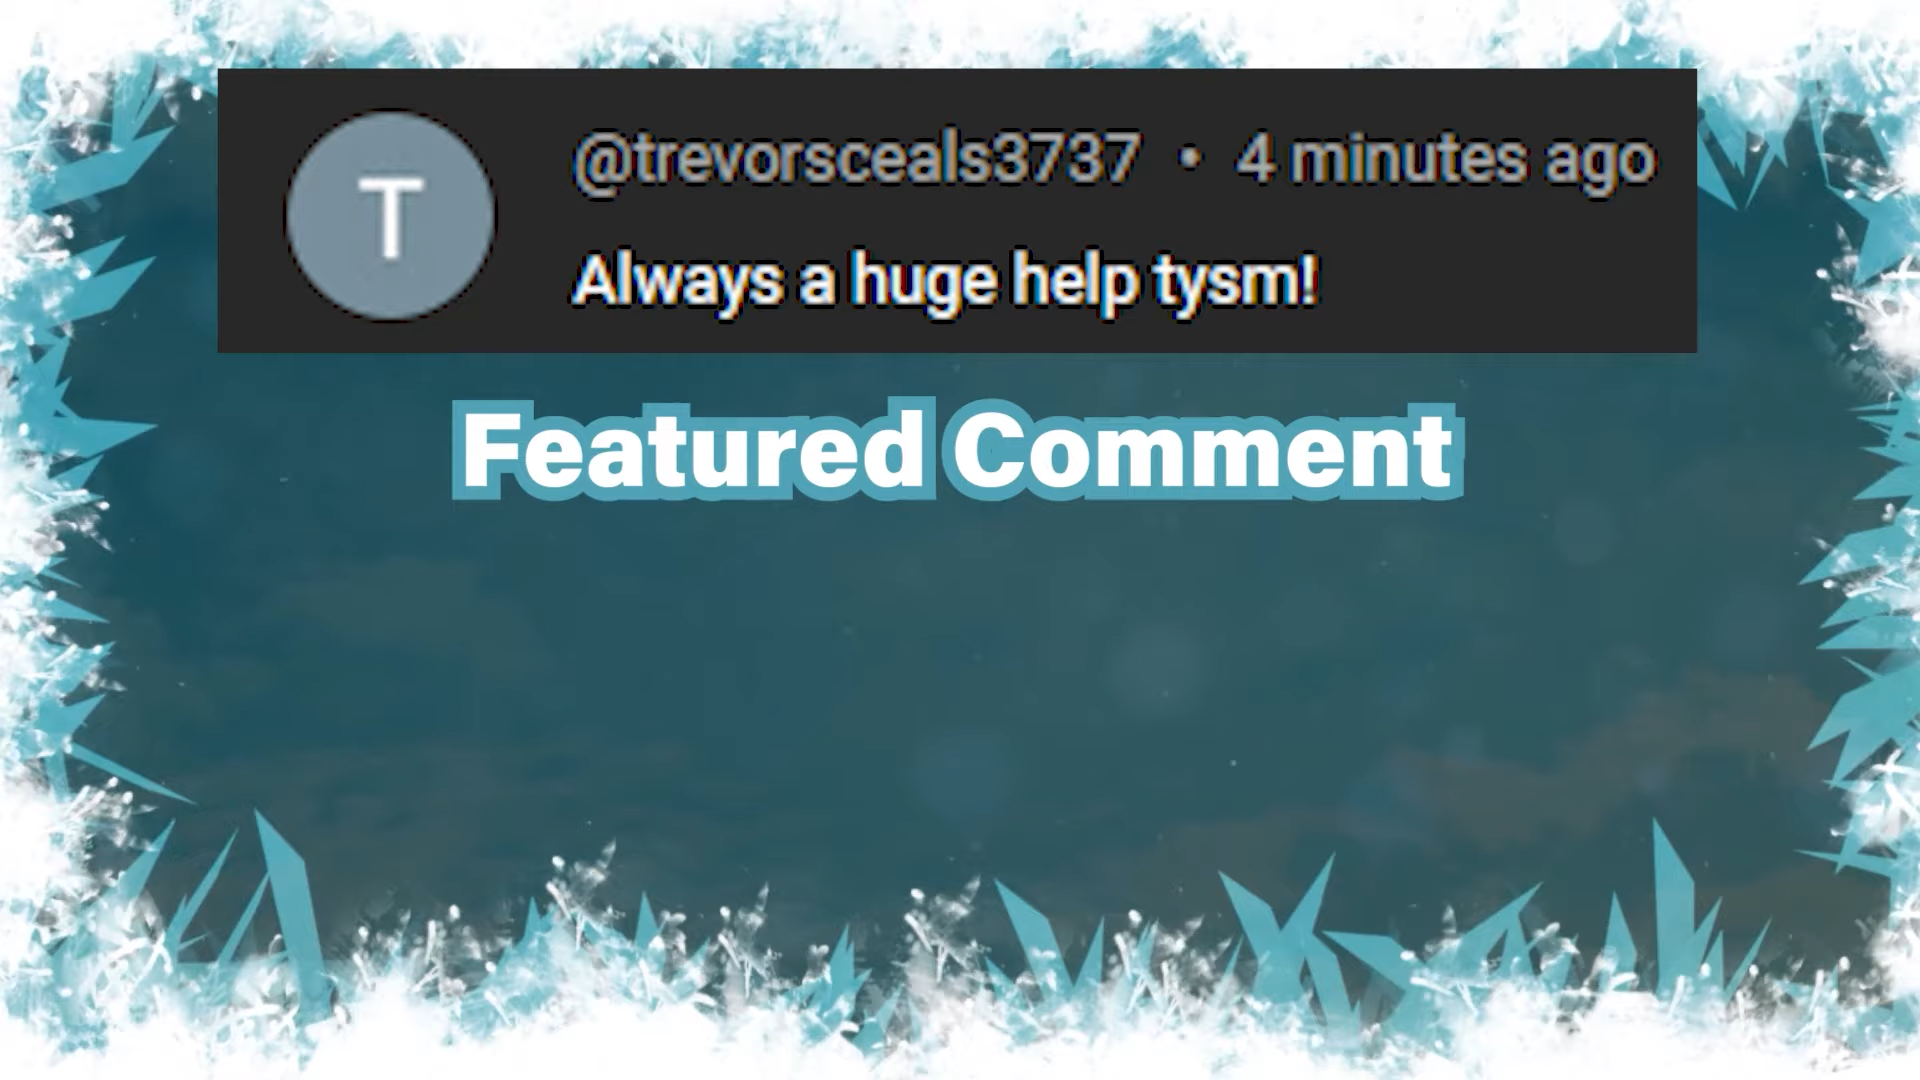 T
@trevorsceals3737 • 4 minutes ago
Always a huge help tysm!
Featured Comment